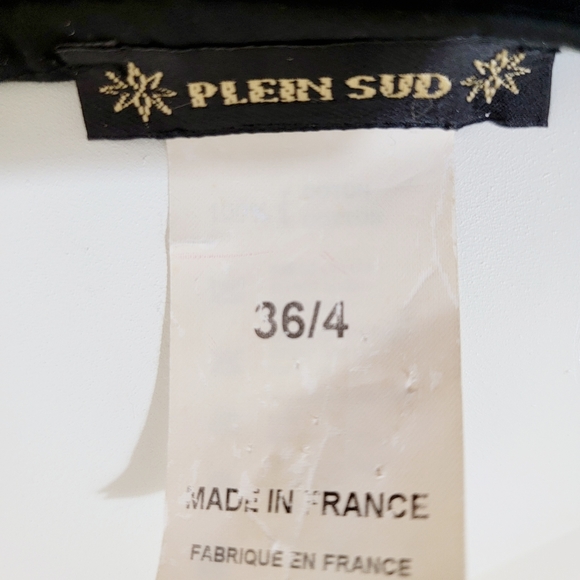 PLEIN SUD
36/4
MADE IN FRANCE
FABRIQUE EN FRANCE